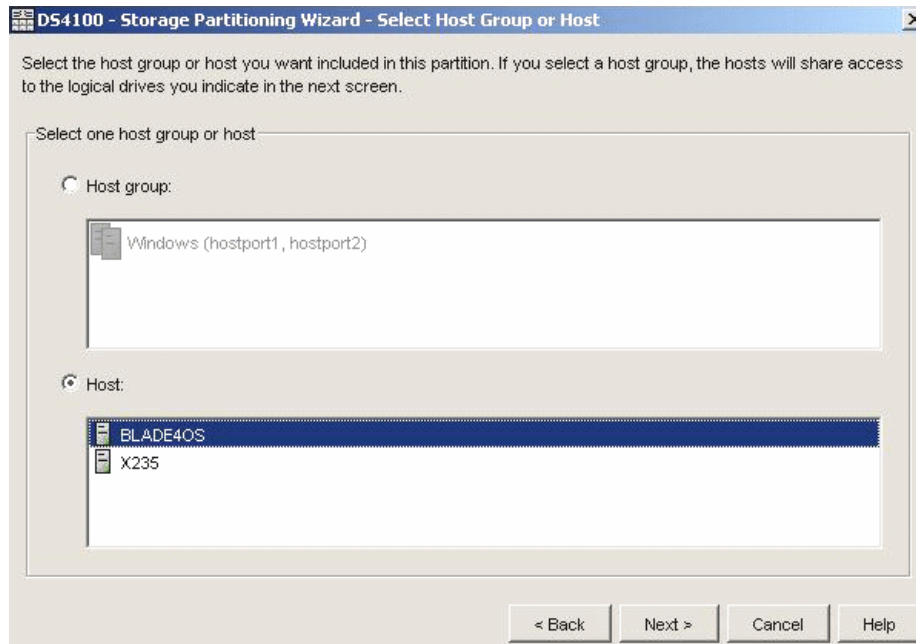 DS4100 - Storage Partitioning Wizard - Select Host Group or Host
Select the host group or host you want included in this partition. If you select a host group, the hosts will share access
to the logical drives you indicate in the next screen.
Select one host group or host
Host group:
Windows (hostport1, hostport2)
Host:
BLADE4OS
X235
< Back
Next >
Cancel
Help